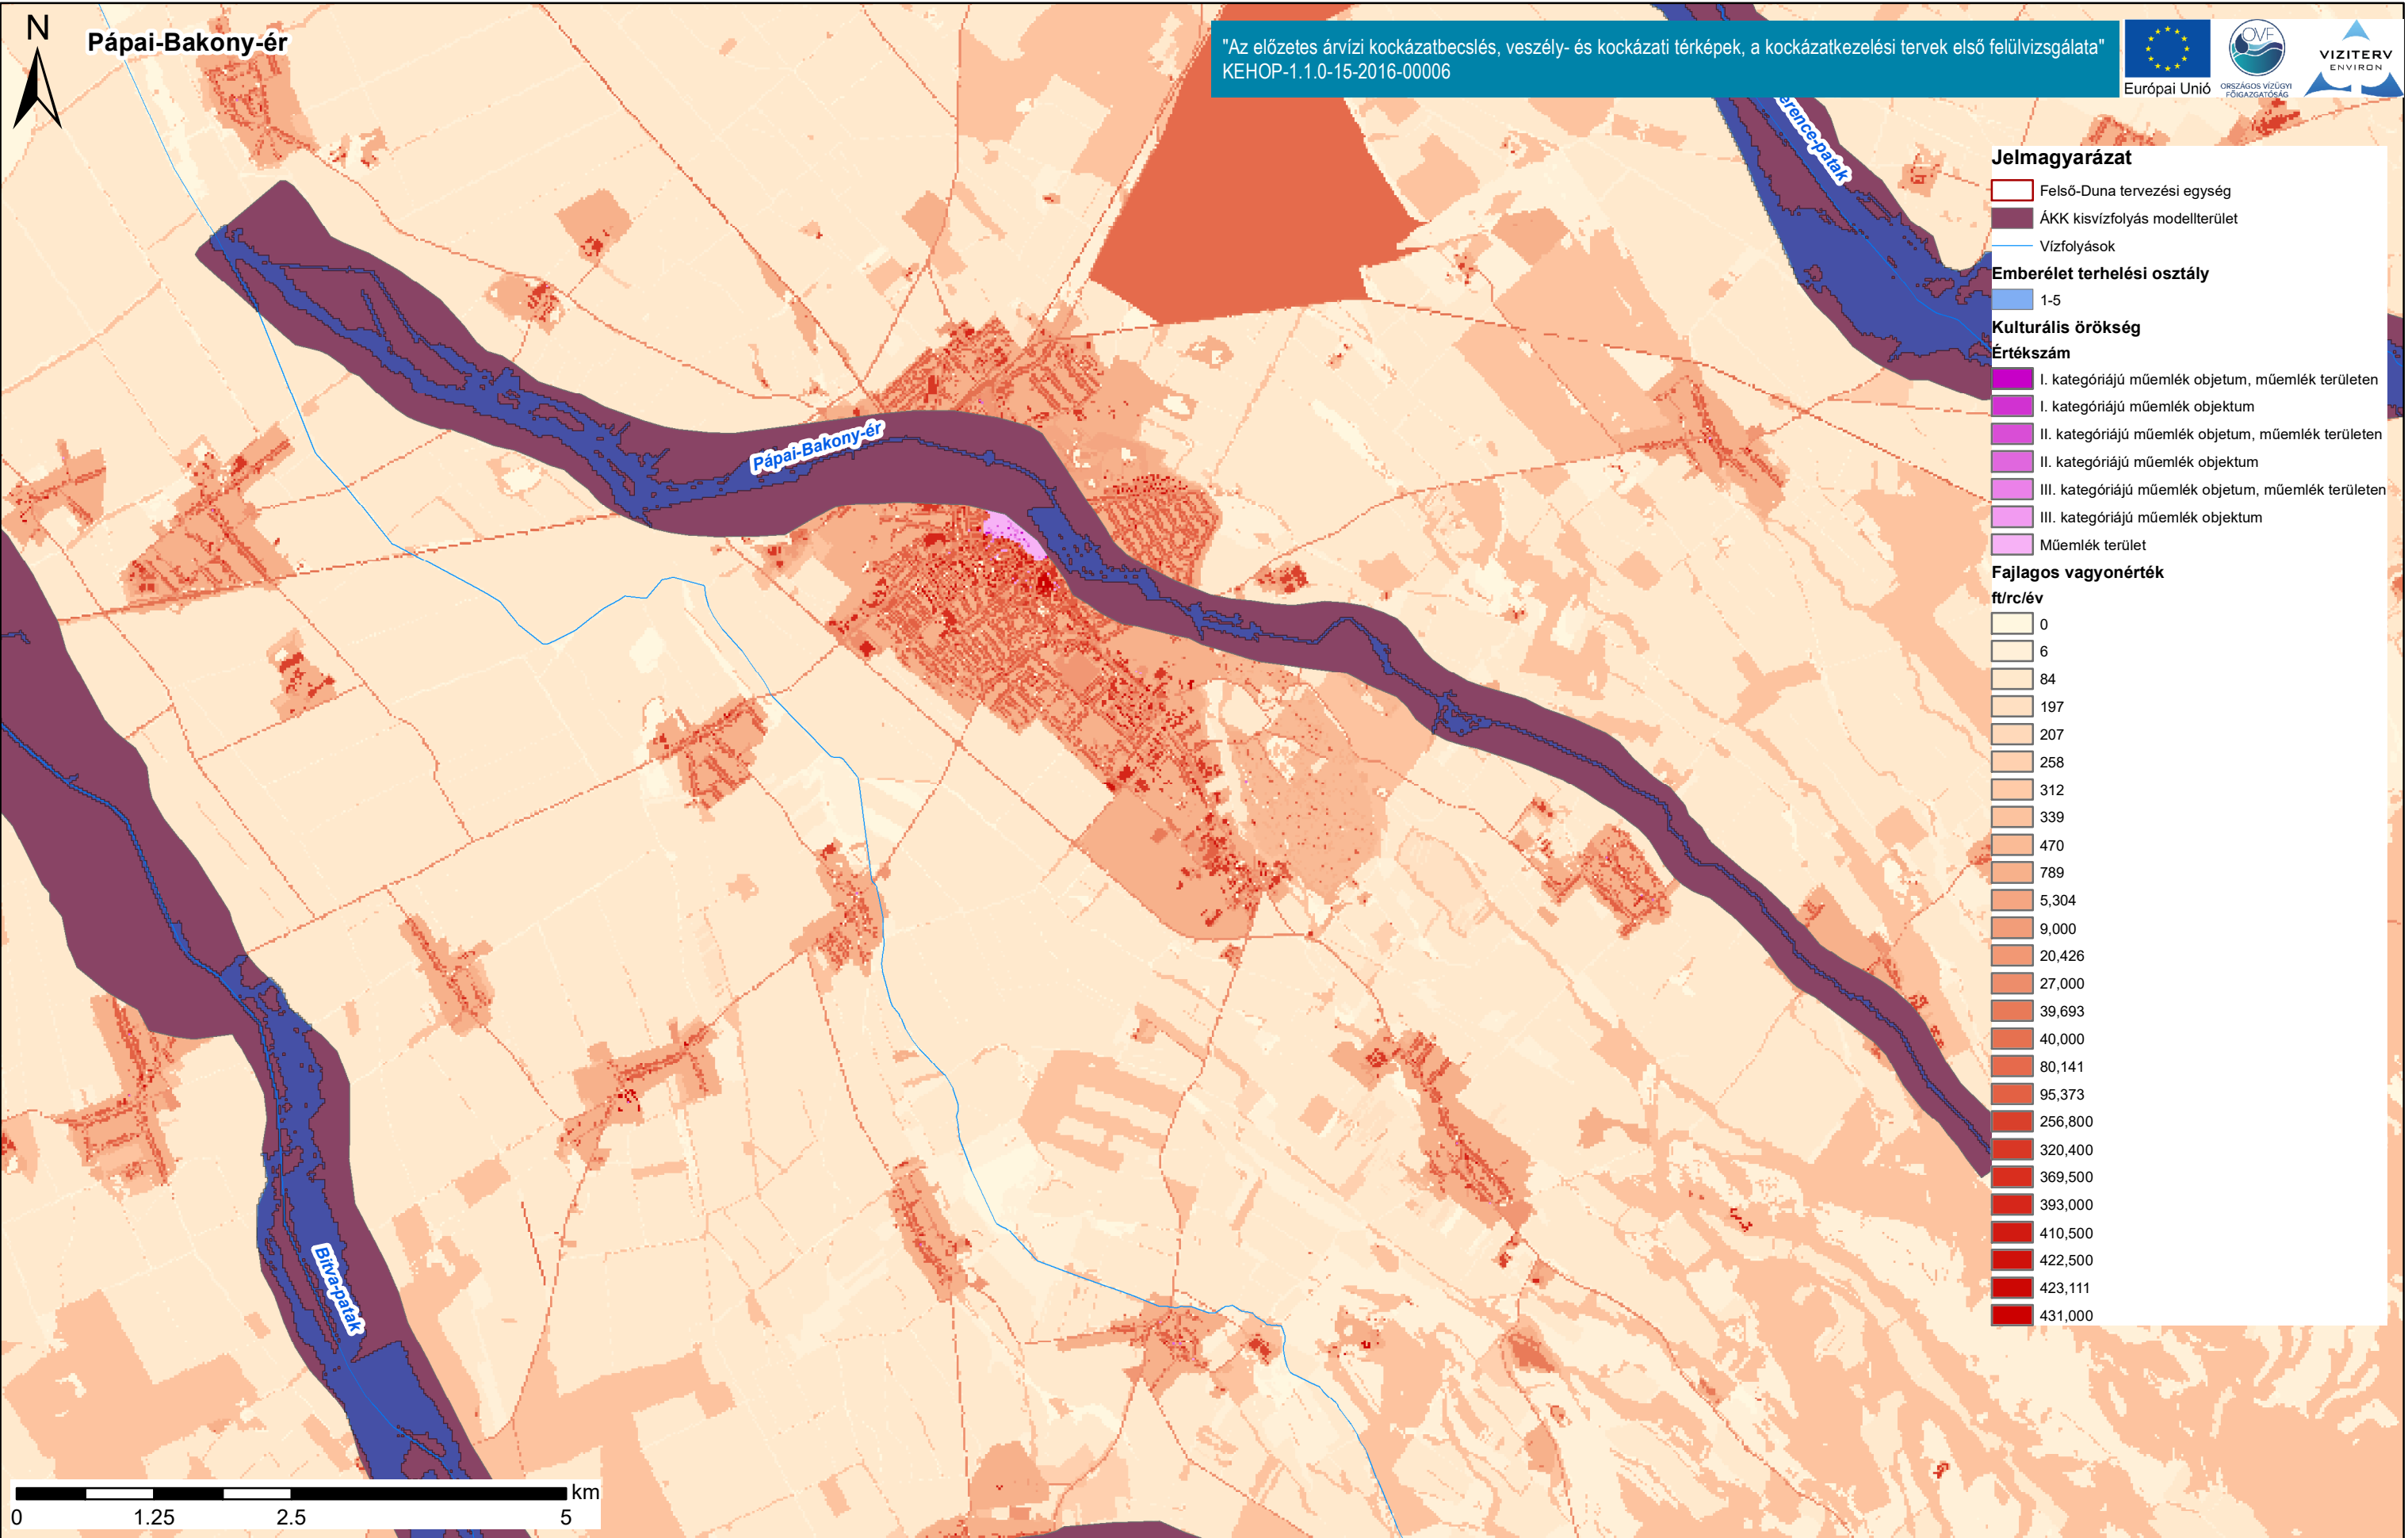 N
Pápai-Bakony-ér
"Az előzetes árvízi kockázatbecslés, veszély- és kockázati térképek, a kockázatkezelési tervek első felülvizsgálata"
KEHOP-1.1.0-15-2016-00006
Európai Unió
OVF
ORSZÁGOS VÍZÜGYI
FŐIGAZGATÓSÁG
VIZITERV
ENVIRON
erence-patak
Pápai-Bakony-ér
Bitva-patak
Jelmagyarázat
Felső-Duna tervezési egység
ÁKK kisvízfolyás modellterület
Vízfolyások
Emberélet terhelési osztály
1-5
Kulturális örökség
Értékszám
I. kategóriájú műemlék objetum, műemlék területen
I. kategóriájú műemlék objektum
II. kategóriájú műemlék objetum, műemlék területen
II. kategóriájú műemlék objektum
III. kategóriájú műemlék objetum, műemlék területen
III. kategóriájú műemlék objektum
Műemlék terület
Fajlagos vagyonérték
ft/rc/év
0
6
84
197
207
258
312
339
470
789
5,304
9,000
20,426
27,000
39,693
40,000
80,141
95,373
256,800
320,400
369,500
393,000
410,500
422,500
423,111
431,000
km
0 1.25 2.5 5